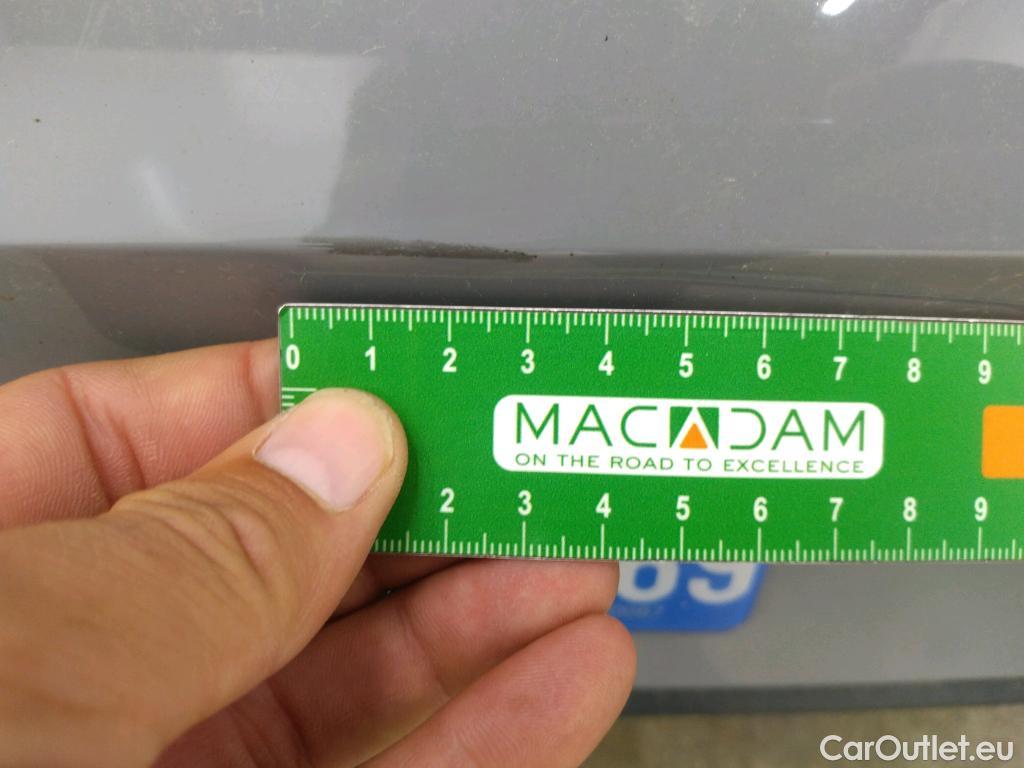 0 1 2 3 4 5 6 7 8 9
MACADAM
ON THE ROAD TO EXCELLENCE
2 3 4 5 6 7 8 9
69
CarOutlet.eu